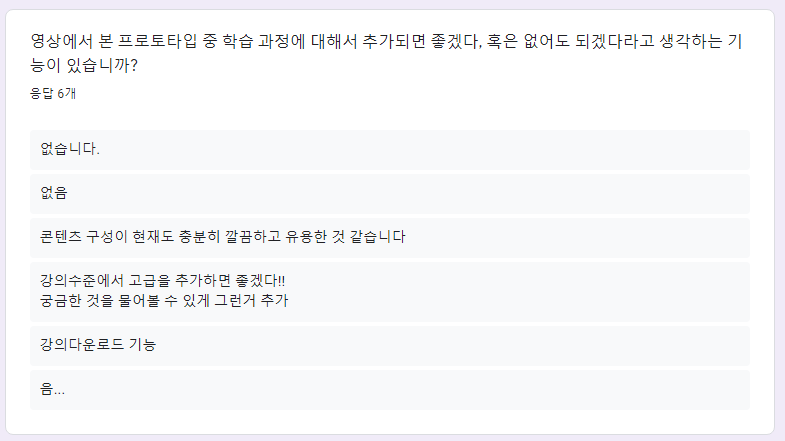 영상에서 본 프로토타입 중 학습 과정에 대해서 추가되면 좋겠다, 혹은 없어도 되겠다라고 생각하는 기
능이 있습니까?
응답 6개
없습니다.
없음
콘텐츠 구성이 현재도 충분히 깔끔하고 유용한 것 같습니다
강의수준에서 고급을 추가하면 좋겠다!!
궁금한 것을 물어볼 수 있게 그런거 추가
강의다운로드 기능
음...